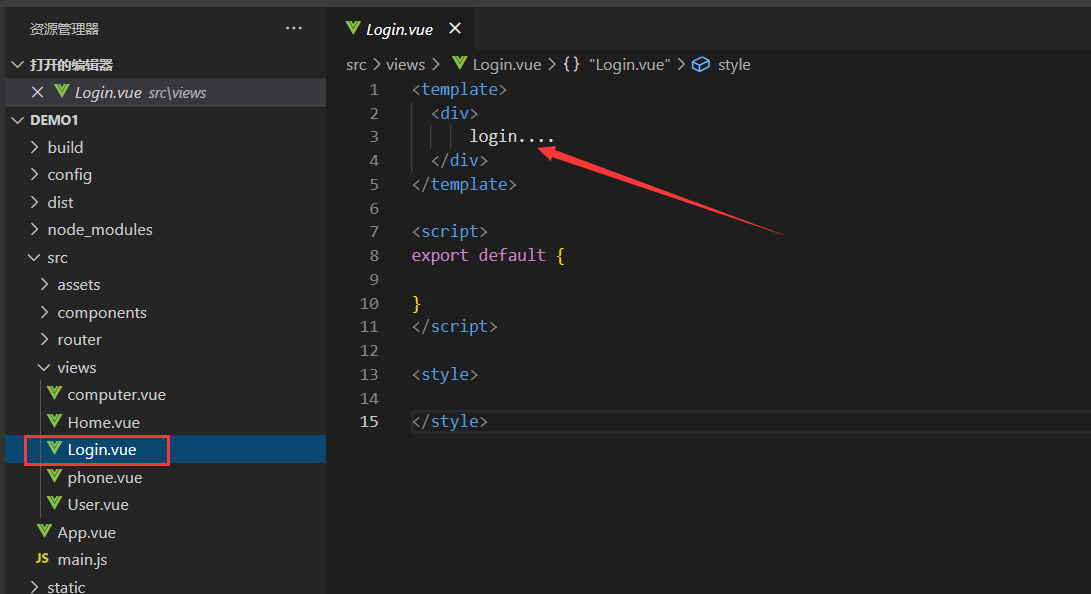 资源管理器 ···
打开的编辑器
Login.vue src\views
DEMO1
build
config
dist
node_modules
src
assets
components
router
views
computer.vue
Home.vue
Login.vue
phone.vue
User.vue
App.vue
JS main.js
static
Login.vue
src > views > Login.vue > {} "Login.vue" > style
1 <template>
2 <div>
3 login....
4 </div>
5 </template>
6
7 <script>
8 export default {
9
10 }
11 </script>
12
13 <style>
14
15 </style>